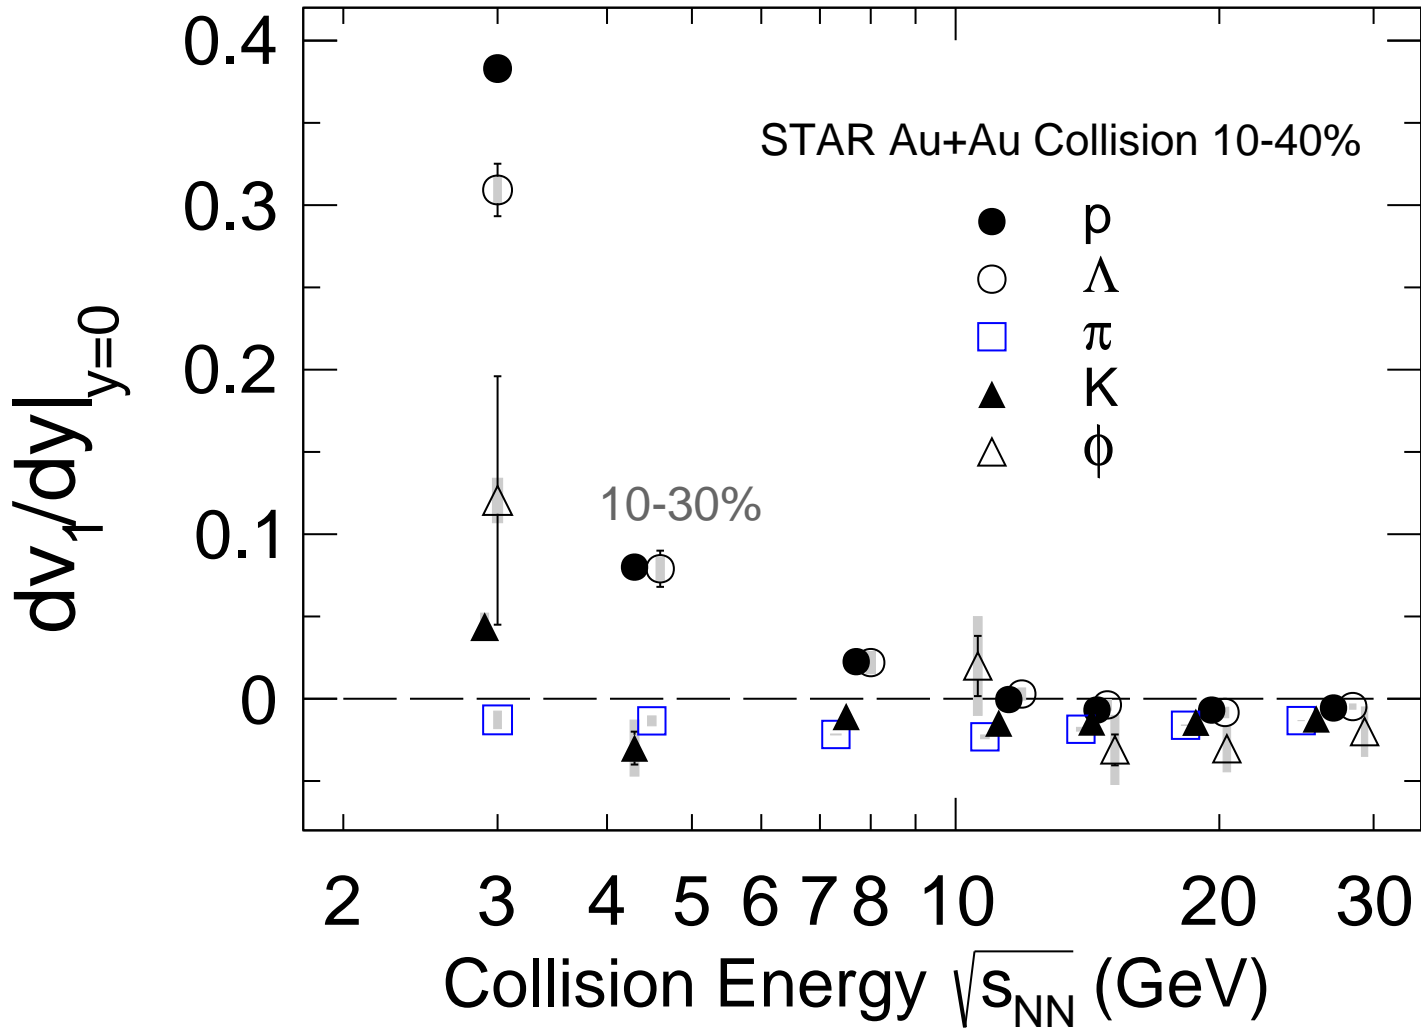 0.4
0.3
0.2
0.1
0
dv₁/dy|y=0
STAR Au+Au Collision 10-40%
p
Λ
π
K
ϕ
10-30%
2 3 4 5 6 7 8 10 20 30
Collision Energy √sNN (GeV)